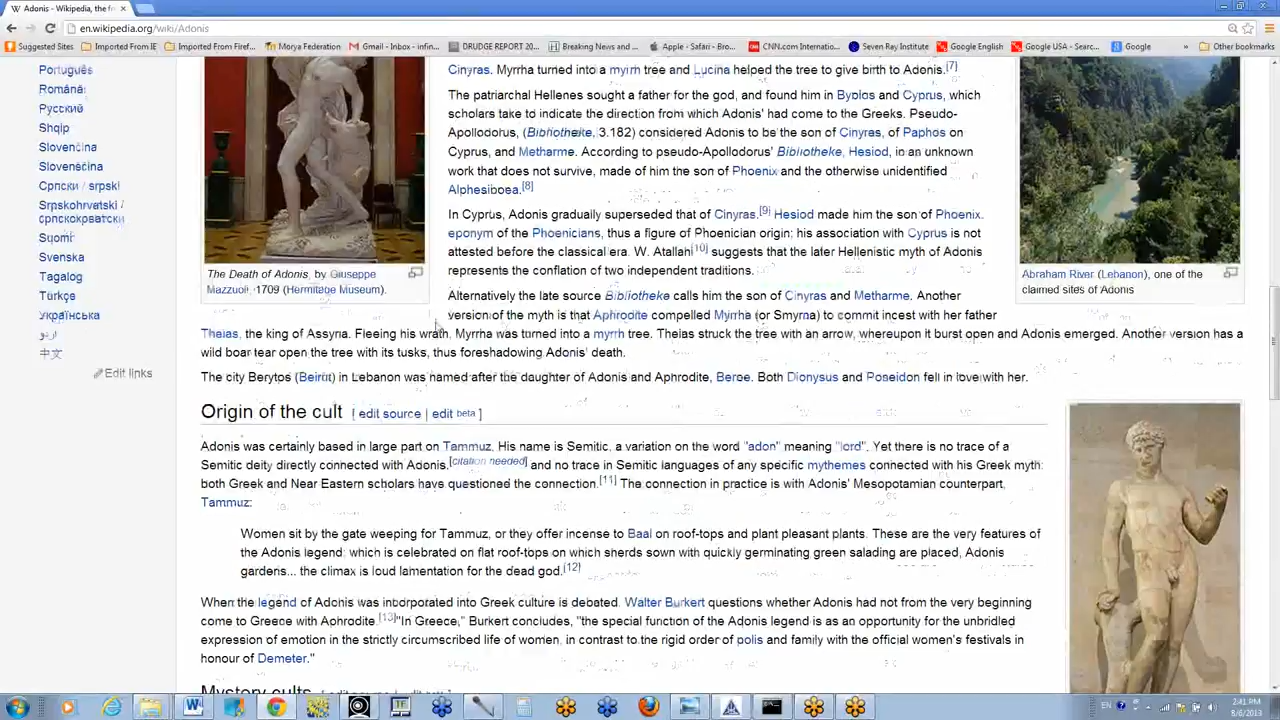 Adonis - Wikipedia, the fr
en.wikipedia.org/wiki/Adonis
Suggested Sites Imported From IE Imported From Firef... Morya Federation Gmail - Inbox - infin... DRUDGE REPORT 20... Breaking News and ... Apple - Safari - Bro... CNN.com Internatio... Seven Ray Institute Google English Google USA - Searc... Google » Other bookmarks
Português
Română
Русский
Shqip
Slovenčina
Slovenščina
Српски / srpski
Srpskohrvatski /
српскохрватски
Suomi
Svenska
Tagalog
Türkçe
Українська
اردو
中文
Edit links
The Death of Adonis, by Giuseppe
Mazzuoli, 1709 (Hermitage Museum).
Cinyras. Myrrha turned into a myrrh tree and Lucina helped the tree to give birth to Adonis.[7]
The patriarchal Hellenes sought a father for the god, and found him in Byblos and Cyprus, which
scholars take to indicate the direction from which Adonis' had come to the Greeks. Pseudo-
Apollodorus, (Bibliotheke, 3.182) considered Adonis to be the son of Cinyras, of Paphos on
Cyprus, and Metharme. According to pseudo-Apollodorus' Bibliotheke, Hesiod, in an unknown
work that does not survive, made of him the son of Phoenix and the otherwise unidentified
Alphesiboea.[8]
In Cyprus, Adonis gradually superseded that of Cinyras.[9] Hesiod made him the son of Phoenix,
eponym of the Phoenicians, thus a figure of Phoenician origin; his association with Cyprus is not
attested before the classical era. W. Atallah[10] suggests that the later Hellenistic myth of Adonis
represents the conflation of two independent traditions.
Alternatively the late source Bibliotheke calls him the son of Cinyras and Metharme. Another
version of the myth is that Aphrodite compelled Myrrha (or Smyrna) to commit incest with her father
Theias, the king of Assyria. Fleeing his wrath, Myrrha was turned into a myrrh tree. Theias struck the tree with an arrow, whereupon it burst open and Adonis emerged. Another version has a
wild boar tear open the tree with its tusks, thus foreshadowing Adonis' death.
The city Berytos (Beirut) in Lebanon was named after the daughter of Adonis and Aphrodite, Beroe. Both Dionysus and Poseidon fell in love with her.
Abraham River (Lebanon), one of the
claimed sites of Adonis
Origin of the cult [ edit source | edit beta ]
Adonis was certainly based in large part on Tammuz. His name is Semitic, a variation on the word "adon" meaning "lord". Yet there is no trace of a
Semitic deity directly connected with Adonis,[citation needed] and no trace in Semitic languages of any specific mythemes connected with his Greek myth;
both Greek and Near Eastern scholars have questioned the connection.[11] The connection in practice is with Adonis' Mesopotamian counterpart,
Tammuz:
Women sit by the gate weeping for Tammuz, or they offer incense to Baal on roof-tops and plant pleasant plants. These are the very features of
the Adonis legend: which is celebrated on flat roof-tops on which sherds sown with quickly germinating green salading are placed, Adonis
gardens... the climax is loud lamentation for the dead god.[12]
When the legend of Adonis was incorporated into Greek culture is debated. Walter Burkert questions whether Adonis had not from the very beginning
come to Greece with Aphrodite.[13] "In Greece," Burkert concludes, "the special function of the Adonis legend is as an opportunity for the unbridled
expression of emotion in the strictly circumscribed life of women, in contrast to the rigid order of polis and family with the official women's festivals in
honour of Demeter."
Mystery cults
EN
2:41 PM
8/6/2013